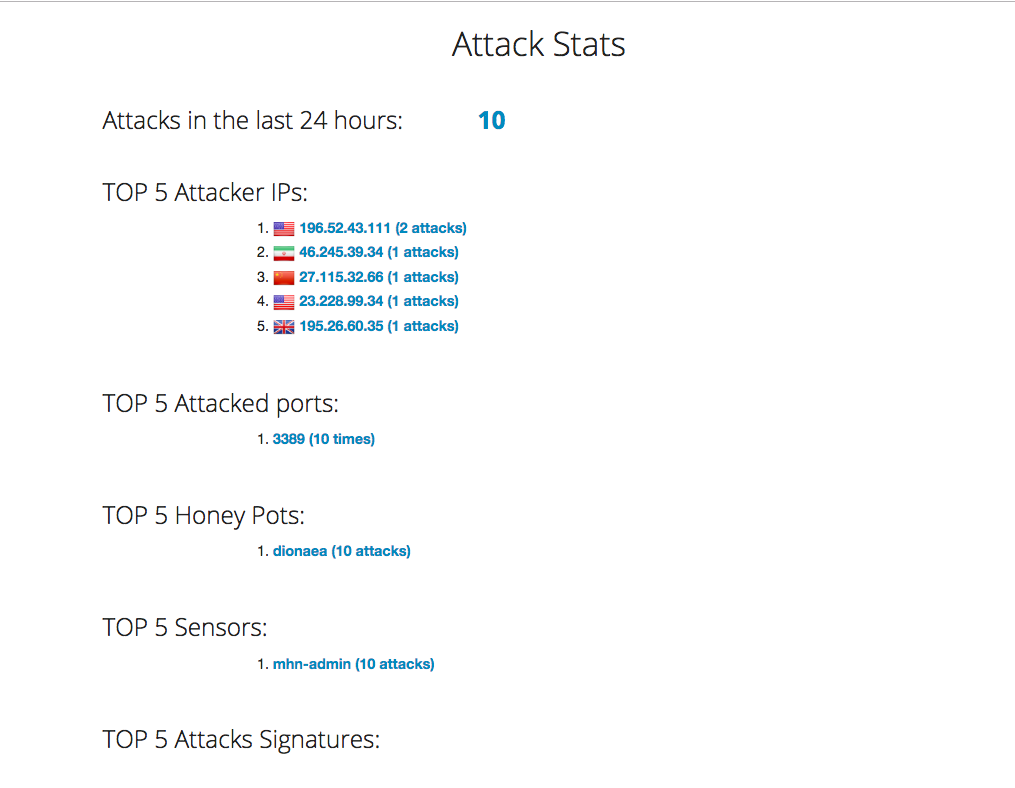 Attack Stats
Attacks in the last 24 hours: 10
TOP 5 Attacker IPs:
1. 196.52.43.111 (2 attacks)
2. 46.245.39.34 (1 attacks)
3. 27.115.32.66 (1 attacks)
4. 23.228.99.34 (1 attacks)
5. 195.26.60.35 (1 attacks)
TOP 5 Attacked ports:
1. 3389 (10 times)
TOP 5 Honey Pots:
1. dionaea (10 attacks)
TOP 5 Sensors:
1. mhn-admin (10 attacks)
TOP 5 Attacks Signatures: